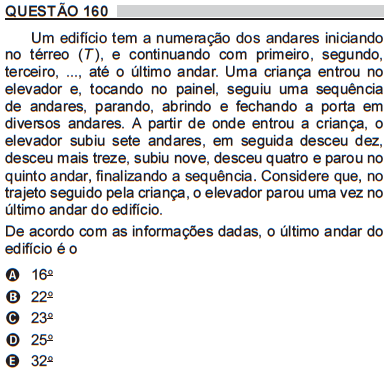 QUESTÃO 160
Um edifício tem a numeração dos andares iniciando
no térreo (T), e continuando com primeiro, segundo,
terceiro, ..., até o último andar. Uma criança entrou no
elevador e, tocando no painel, seguiu uma sequência
de andares, parando, abrindo e fechando a porta em
diversos andares. A partir de onde entrou a criança, o
elevador subiu sete andares, em seguida desceu dez,
desceu mais treze, subiu nove, desceu quatro e parou no
quinto andar, finalizando a sequência. Considere que, no
trajeto seguido pela criança, o elevador parou uma vez no
último andar do edifício.
De acordo com as informações dadas, o último andar do
edifício é o
A 16º
B 22º
C 23º
D 25º
E 32º